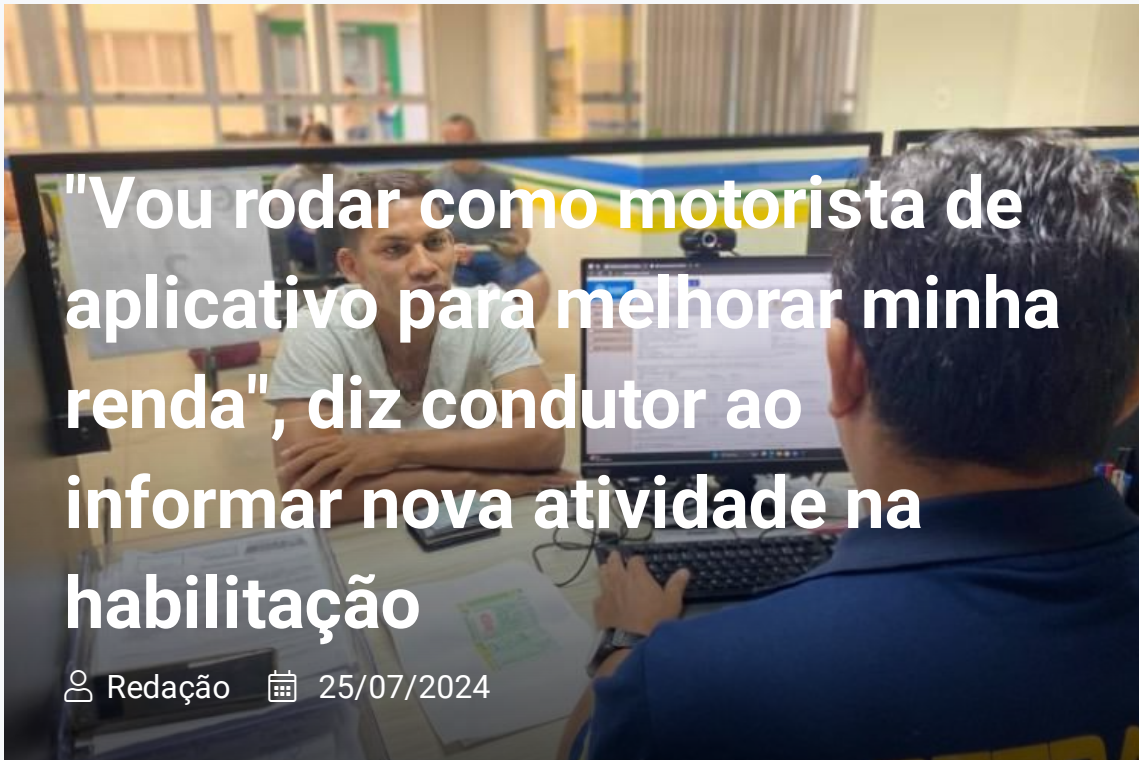 "Vou rodar como motorista de
aplicativo para melhorar minha
renda", diz condutor ao
informar nova atividade na
habilitação
Redação 25/07/2024